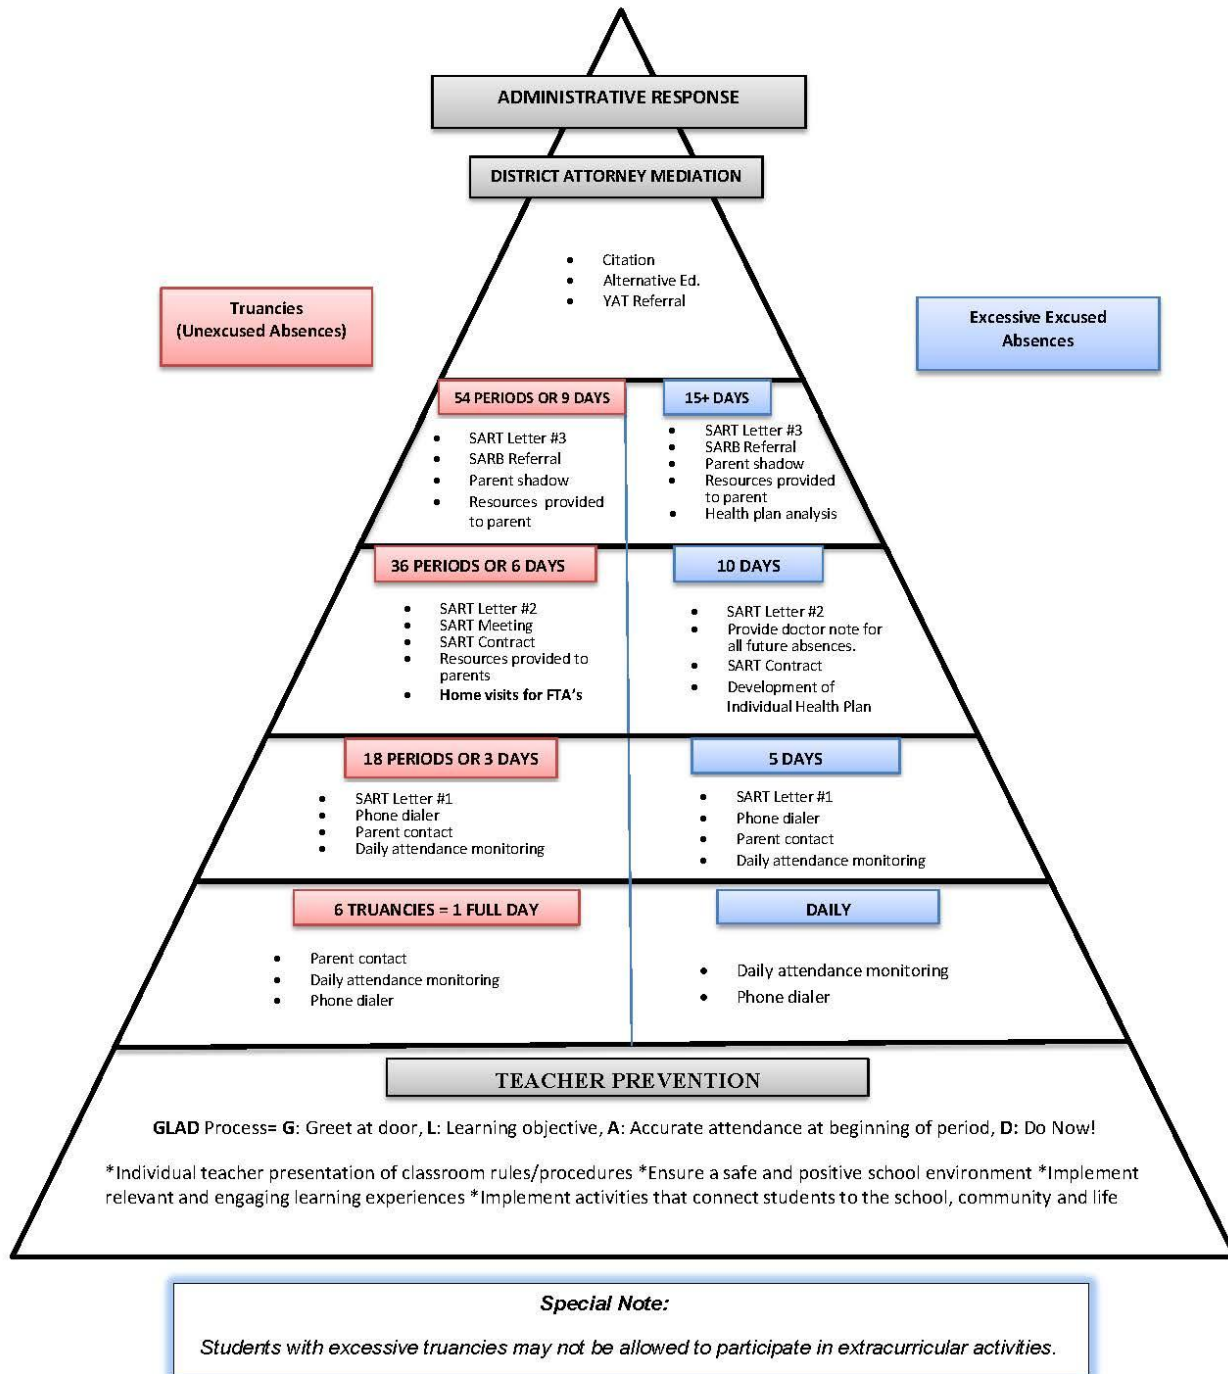 ADMINISTRATIVE RESPONSE
DISTRICT ATTORNEY MEDIATION
• Citation
• Alternative Ed.
• YAT Referral
Truancies
(Unexcused Absences)
Excessive Excused
Absences
54 PERIODS OR 9 DAYS
• SART Letter #3
• SARB Referral
• Parent shadow
• Resources provided
to parent
15+ DAYS
• SART Letter #3
• SARB Referral
• Parent shadow
• Resources provided
to parent
• Health plan analysis
36 PERIODS OR 6 DAYS
• SART Letter #2
• SART Meeting
• SART Contract
• Resources provided to
parents
• Home visits for FTA's
10 DAYS
• SART Letter #2
• Provide doctor note for
all future absences.
• SART Contract
• Development of
Individual Health Plan
18 PERIODS OR 3 DAYS
• SART Letter #1
• Phone dialer
• Parent contact
• Daily attendance monitoring
5 DAYS
• SART Letter #1
• Phone dialer
• Parent contact
• Daily attendance monitoring
6 TRUANCIES = 1 FULL DAY
• Parent contact
• Daily attendance monitoring
• Phone dialer
DAILY
• Daily attendance monitoring
• Phone dialer
TEACHER PREVENTION
GLAD Process= G: Greet at door, L: Learning objective, A: Accurate attendance at beginning of period, D: Do Now!
*Individual teacher presentation of classroom rules/procedures *Ensure a safe and positive school environment *Implement
relevant and engaging learning experiences *Implement activities that connect students to the school, community and life
Special Note:
Students with excessive truancies may not be allowed to participate in extracurricular activities.